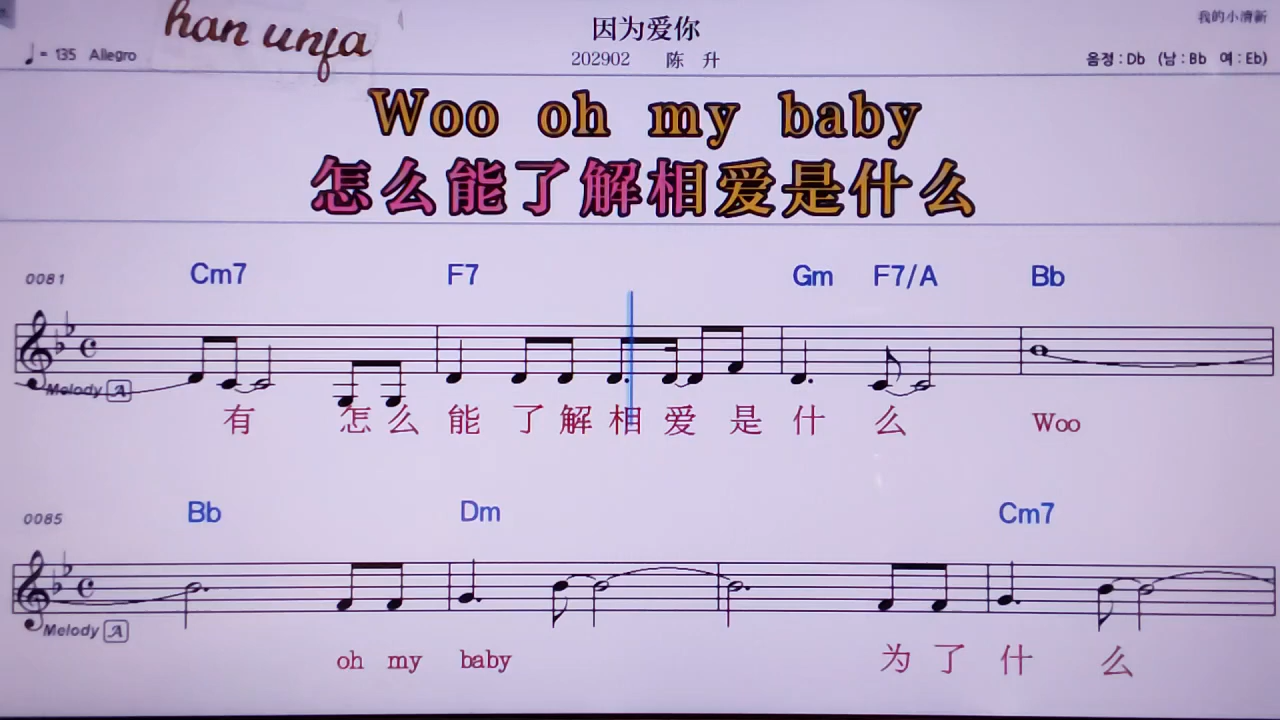 han unja
因为爱你
我的小清新
♩= 135 Allegro
202902 陈 升
음정 : Db (남 : Bb 여 : Eb)
Woo oh my baby
怎么能了解相爱是什么
0081 Cm7 F7 Gm F7/A Bb
Melody A
有 怎 么 能 了 解 相 爱 是 什 么 Woo
0085 Bb Dm Cm7
Melody A
oh my baby 为 了 什 么